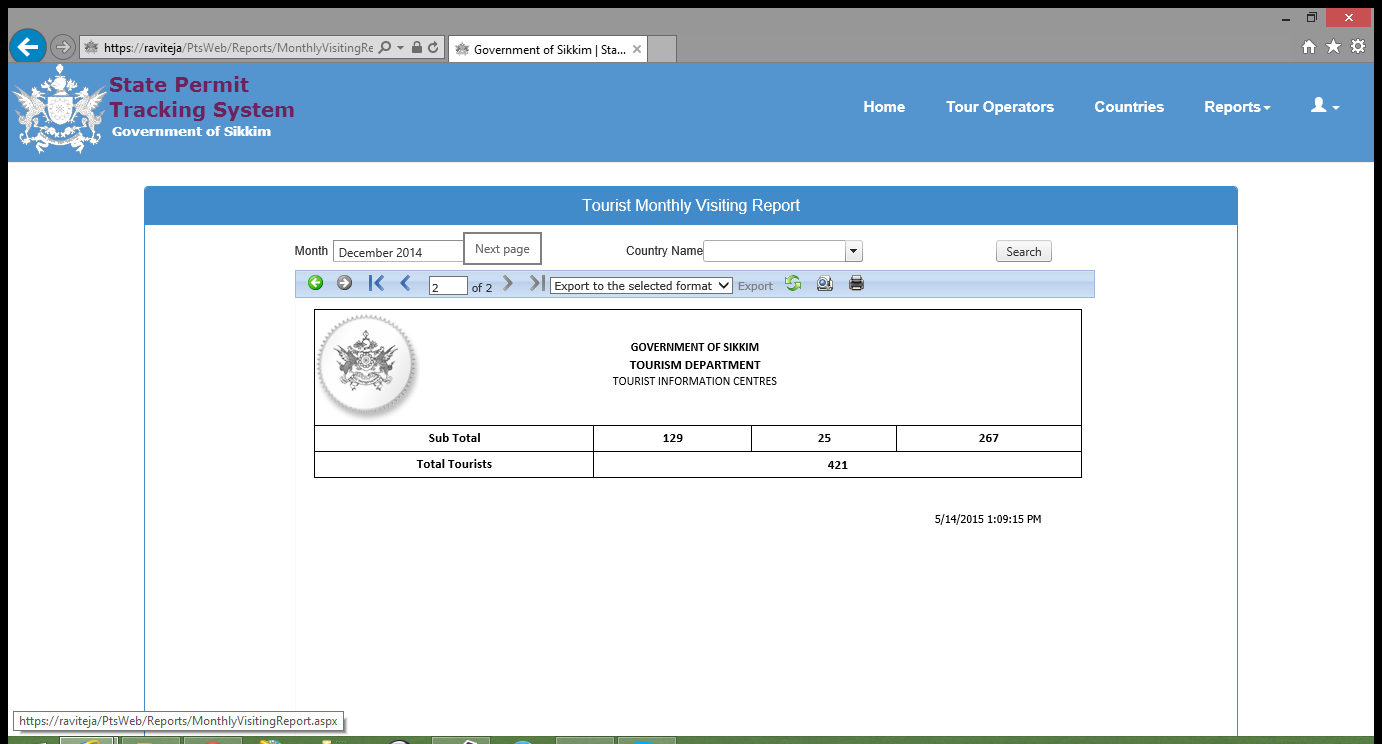 https://raviteja/PtsWeb/Reports/MonthlyVisitingRe
Government of Sikkim | Sta...
State Permit
Tracking System
Government of Sikkim
Home
Tour Operators
Countries
Reports
Tourist Monthly Visiting Report
Month
December 2014
Next page
Country Name
Search
2
of 2
Export to the selected format
Export
GOVERNMENT OF SIKKIM
TOURISM DEPARTMENT
TOURIST INFORMATION CENTRES
Sub Total 129 25 267
Total Tourists 421
5/14/2015 1:09:15 PM
https://raviteja/PtsWeb/Reports/MonthlyVisitingReport.aspx